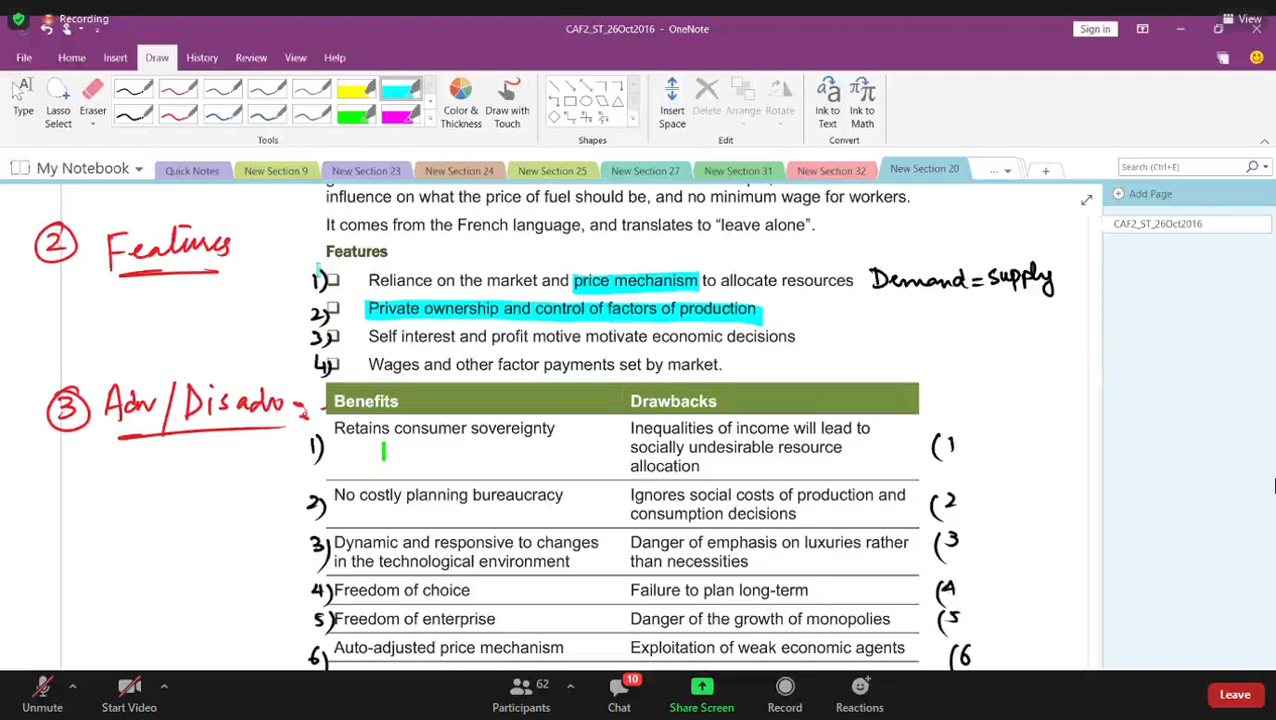 Recording
View
CAF2_ST_26Oct2016 - OneNote
Sign in
File Home Insert Draw History Review View Help
Type
Lasso Select
Eraser
Color & Thickness
Draw with Touch
Insert Space
Delete
Arrange
Rotate
Ink to Text
Ink to Math
Tools
Shapes
Edit
Convert
My Notebook
Quick Notes
New Section 9
New Section 23
New Section 24
New Section 25
New Section 27
New Section 31
New Section 32
New Section 20
...
Search (Ctrl+E)
Add Page
CAF2_ST_26Oct2016
influence on what the price of fuel should be, and no minimum wage for workers.
It comes from the French language, and translates to “leave alone”.
② Features
Features
1) Reliance on the market and price mechanism to allocate resources Demand = supply
2) Private ownership and control of factors of production
3) Self interest and profit motive motivate economic decisions
4) Wages and other factor payments set by market.
③ Adv / Disadv
Benefits Drawbacks
1) Retains consumer sovereignty Inequalities of income will lead to (1
socially undesirable resource
allocation
2) No costly planning bureaucracy Ignores social costs of production and (2
consumption decisions
3) Dynamic and responsive to changes Danger of emphasis on luxuries rather (3
in the technological environment than necessities
4) Freedom of choice Failure to plan long-term (4
5) Freedom of enterprise Danger of the growth of monopolies (5
6) Auto-adjusted price mechanism Exploitation of weak economic agents (6
Unmute
Start Video
62
Participants
10
Chat
Share Screen
Record
Reactions
Leave